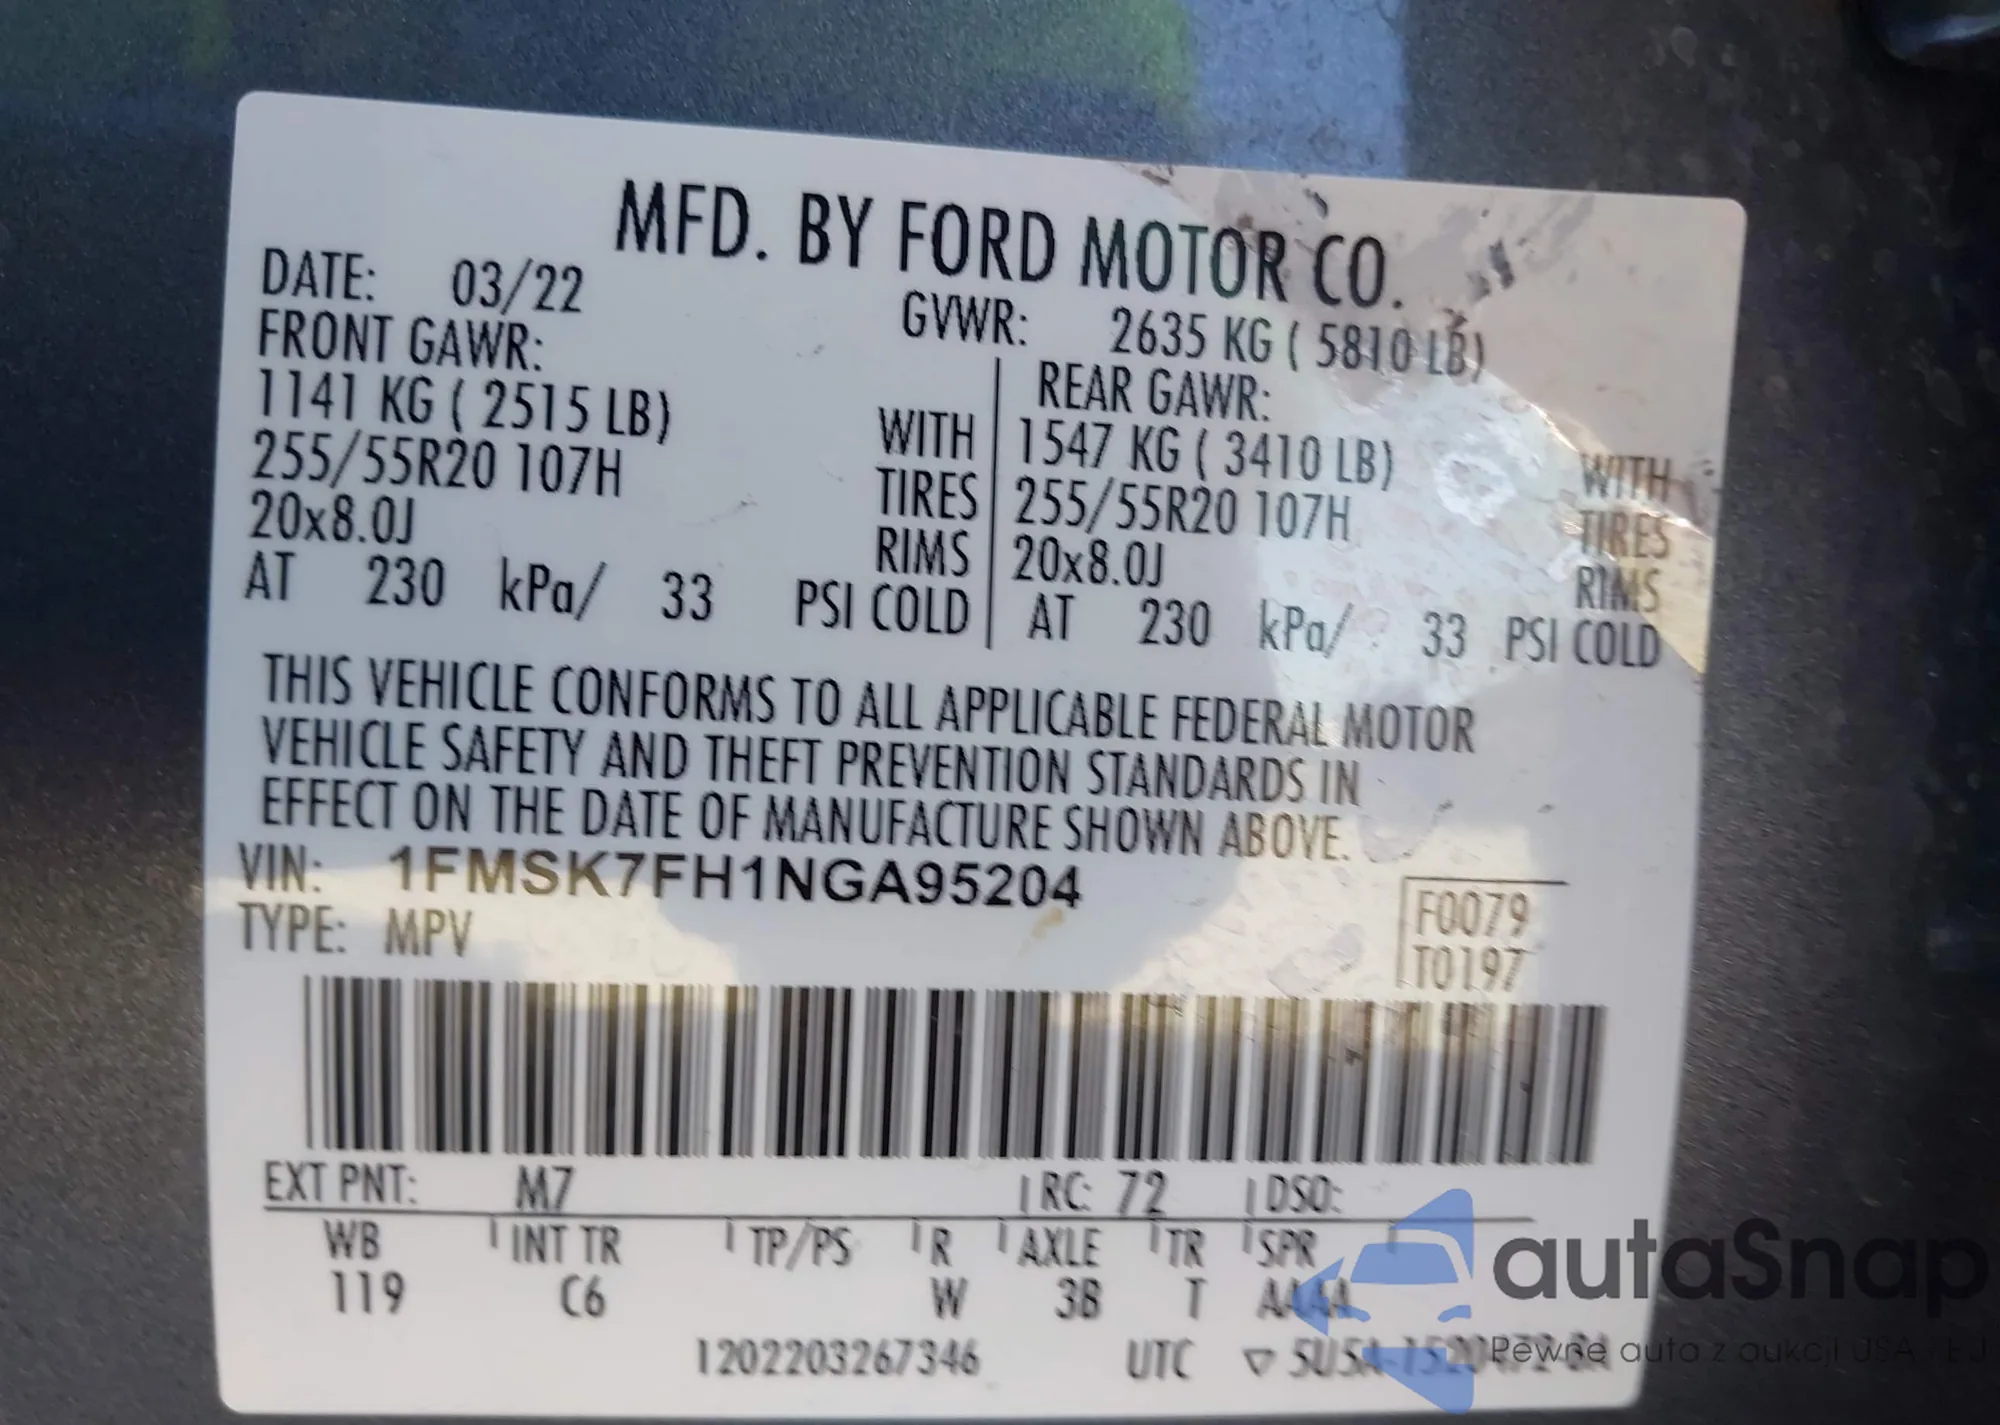 MFD. BY FORD MOTOR CO.
DATE: 03/22
GVWR: 2635 KG ( 5810 LB)
FRONT GAWR:
REAR GAWR:
1141 KG ( 2515 LB) WITH
1547 KG ( 3410 LB) WITH
255/55R20 107H TIRES
255/55R20 107H TIRES
20x8.0J RIMS
20x8.0J RIMS
AT 230 kPa/ 33 PSI COLD
AT 230 kPa/ 33 PSI COLD
THIS VEHICLE CONFORMS TO ALL APPLICABLE FEDERAL MOTOR
VEHICLE SAFETY AND THEFT PREVENTION STANDARDS IN
EFFECT ON THE DATE OF MANUFACTURE SHOWN ABOVE.
VIN: 1FMSK7FH1NGA95204
TYPE: MPV
F0079
T0197
EXT PNT: M7 RC: 72 DSO:
WB INT TR TP/PS R AXLE TR SPR
119 C6 W 3B T AAAA
1202203267346 UTC
autaSnap
Pewne auta z aukcji USA